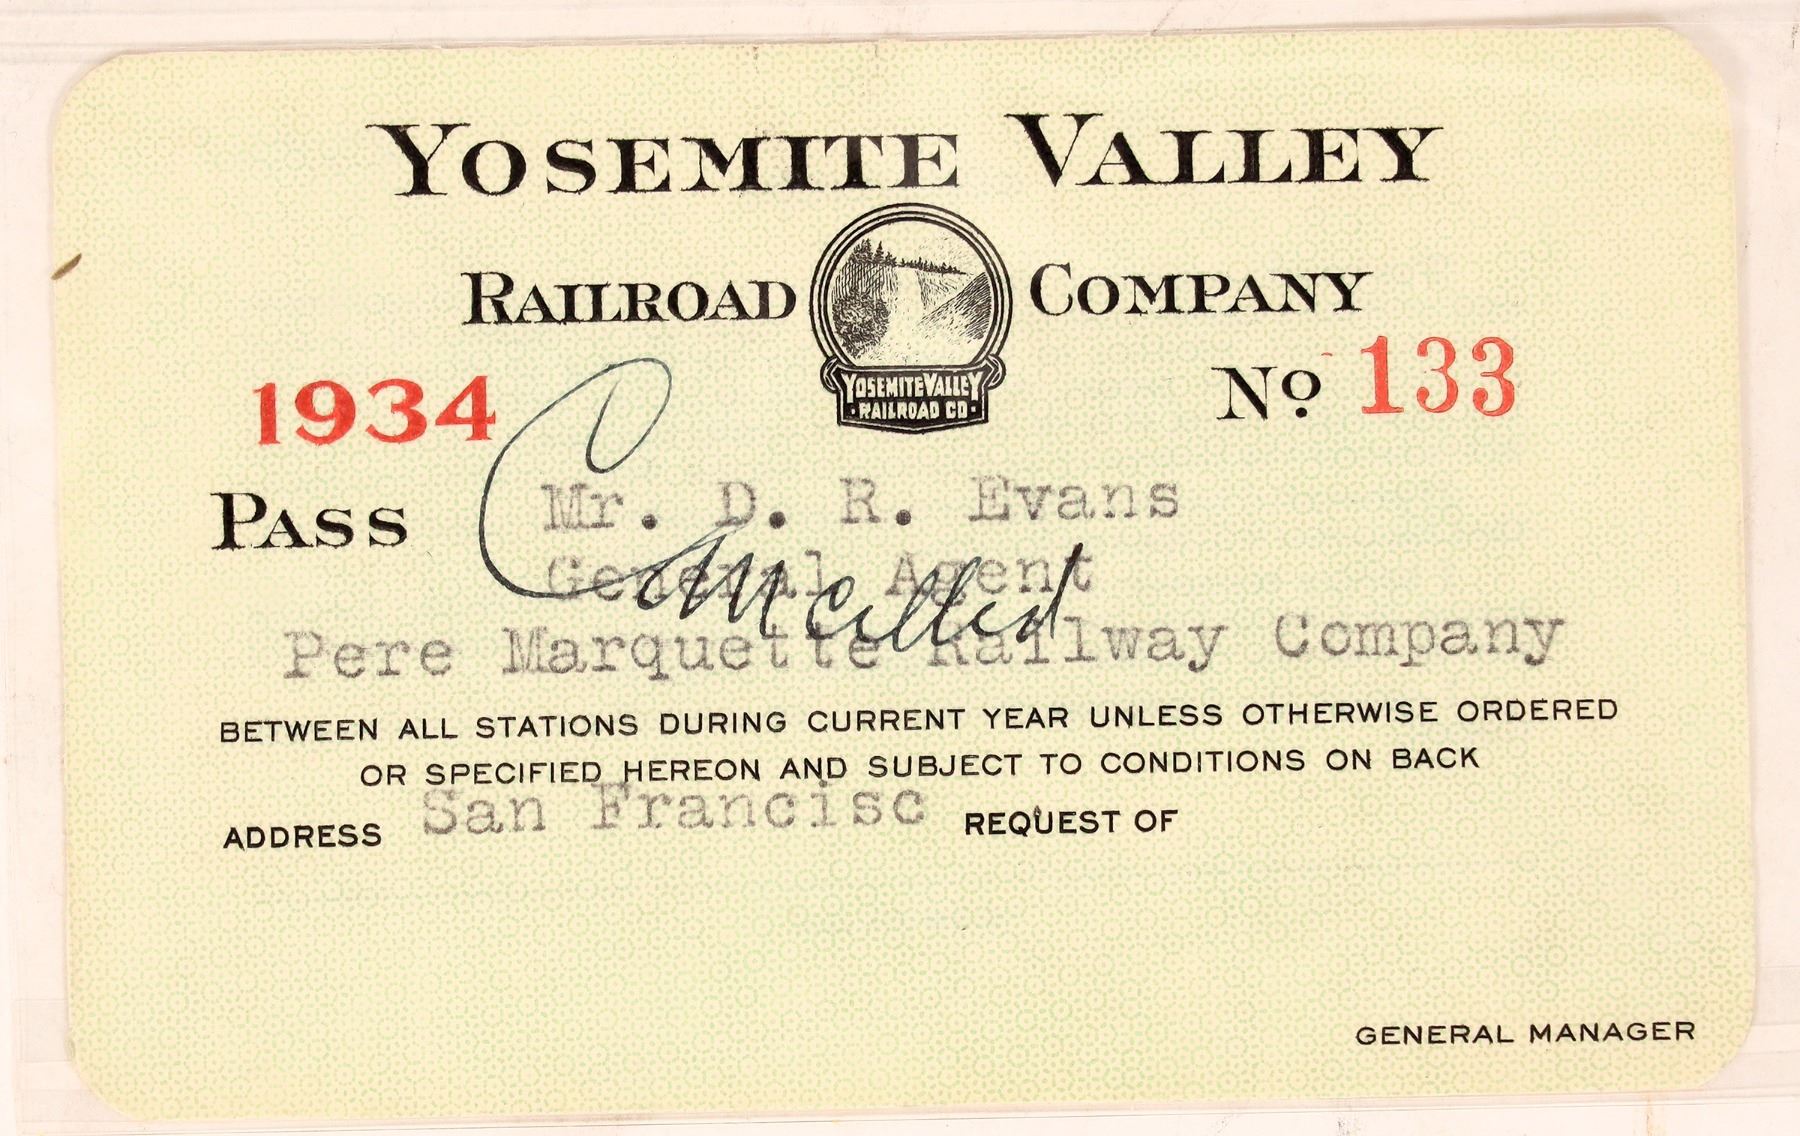 YOSEMITE VALLEY
RAILROAD COMPANY
YOSEMITE VALLEY
RAILROAD CO.
1934
No 133
PASS
Mr. D. R. Evans
General Agent
Cancelled
Pere Marquette Railway Company
BETWEEN ALL STATIONS DURING CURRENT YEAR UNLESS OTHERWISE ORDERED
OR SPECIFIED HEREON AND SUBJECT TO CONDITIONS ON BACK
ADDRESS San Francisc REQUEST OF
GENERAL MANAGER